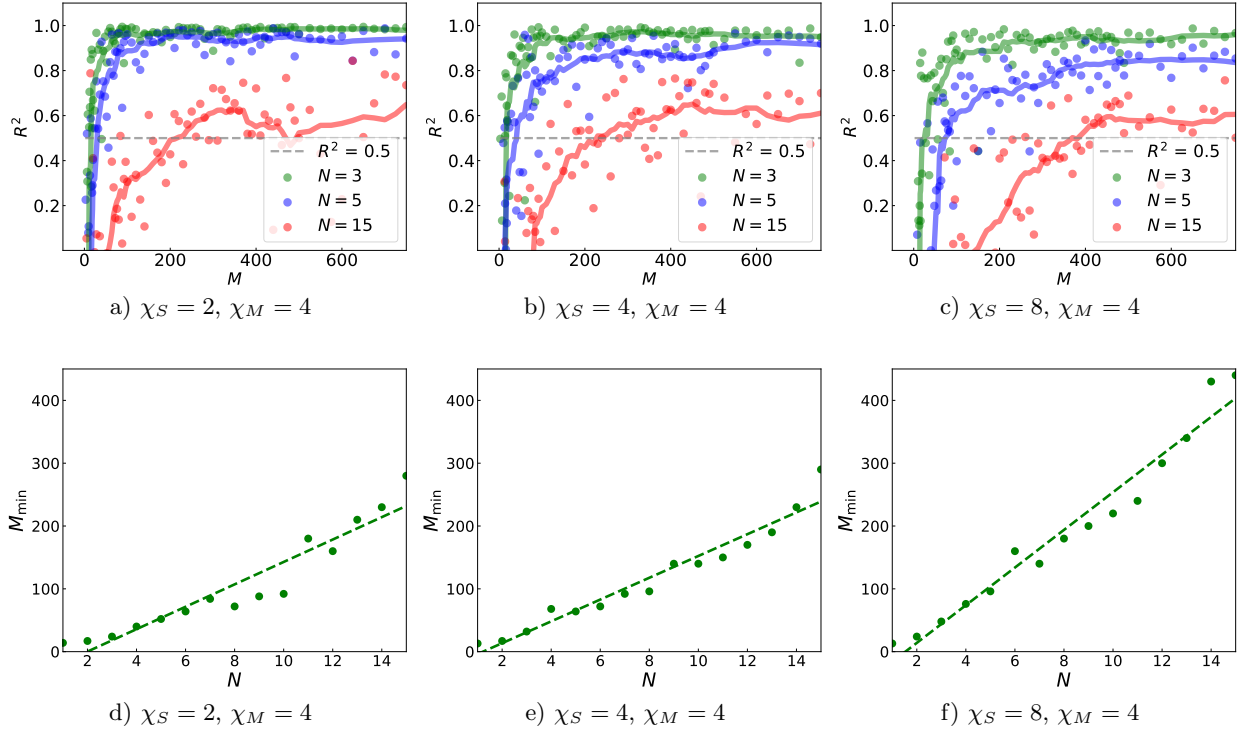 1.0
0.8
0.6
0.4
0.2
R²
0 200 400 600
M
R² = 0.5
N = 3
N = 5
N = 15
a) χ_S = 2, χ_M = 4
1.0
0.8
0.6
0.4
0.2
R²
0 200 400 600
M
R² = 0.5
N = 3
N = 5
N = 15
b) χ_S = 4, χ_M = 4
1.0
0.8
0.6
0.4
0.2
R²
0 200 400 600
M
R² = 0.5
N = 3
N = 5
N = 15
c) χ_S = 8, χ_M = 4
400
300
200
100
0
M_min
2 4 6 8 10 12 14
N
d) χ_S = 2, χ_M = 4
400
300
200
100
0
M_min
2 4 6 8 10 12 14
N
e) χ_S = 4, χ_M = 4
400
300
200
100
0
M_min
2 4 6 8 10 12 14
N
f) χ_S = 8, χ_M = 4